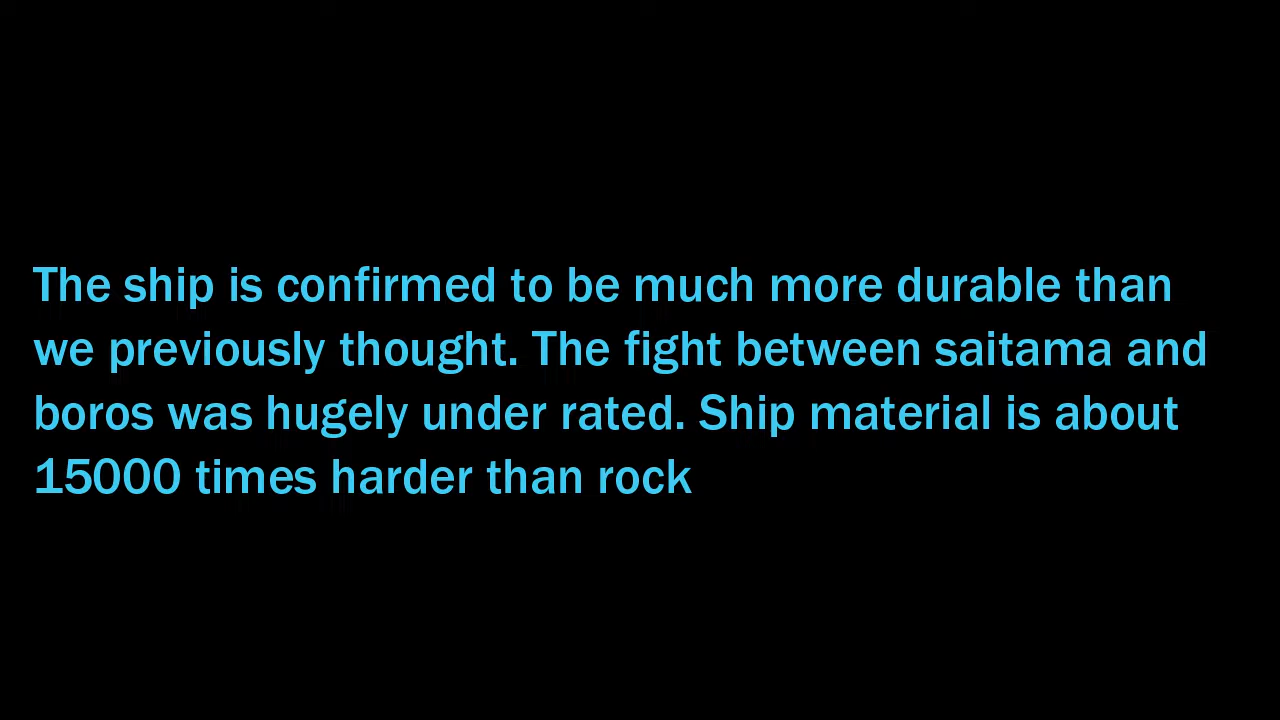 The ship is confirmed to be much more durable than
we previously thought. The fight between saitama and
boros was hugely under rated. Ship material is about
15000 times harder than rock